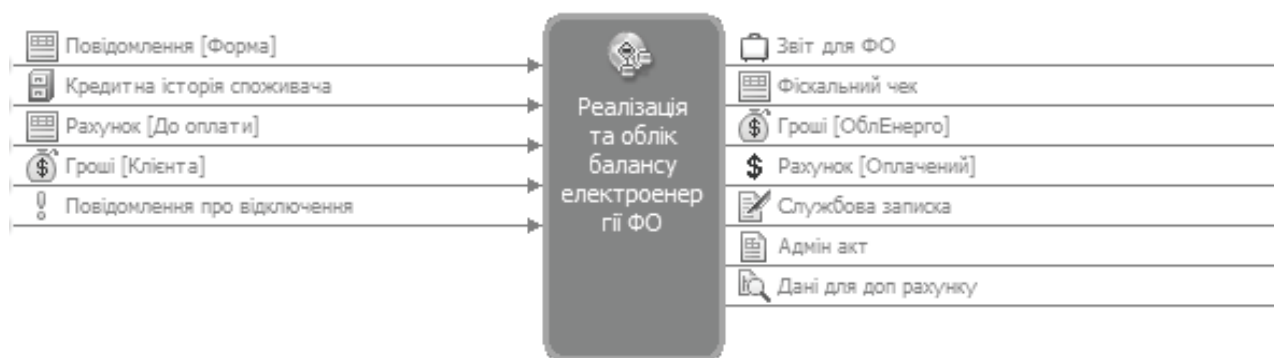 Повідомлення [Форма]
Кредитна історія споживача
Рахунок [До оплати]
Гроші [Клієнта]
Повідомлення про відключення
Реалізація
та облік
балансу
електроенер
гії ФО
Звіт для ФО
Фіскальний чек
Гроші [ОблЕнерго]
Рахунок [Оплачений]
Службова записка
Адмін акт
Дані для доп рахунку